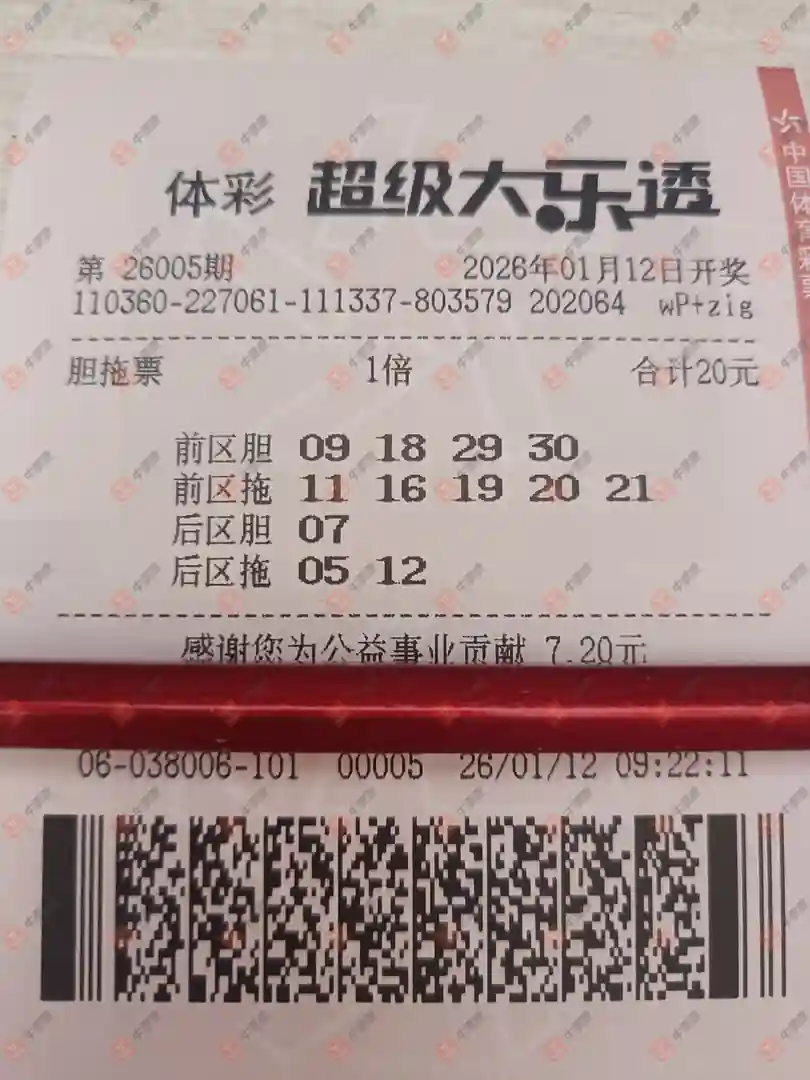 体彩 超级大乐透
第 26005期 2026年01月12日开奖
110360-227061-111337-803579 202064 wP+zig
胆拖票 1倍 合计20元
前区胆 09 18 29 30
前区拖 11 16 19 20 21
后区胆 07
后区拖 05 12
感谢您为公益事业贡献 7.20元
06-038006-101 00005 26/01/12 09:22:11
中国体育彩票